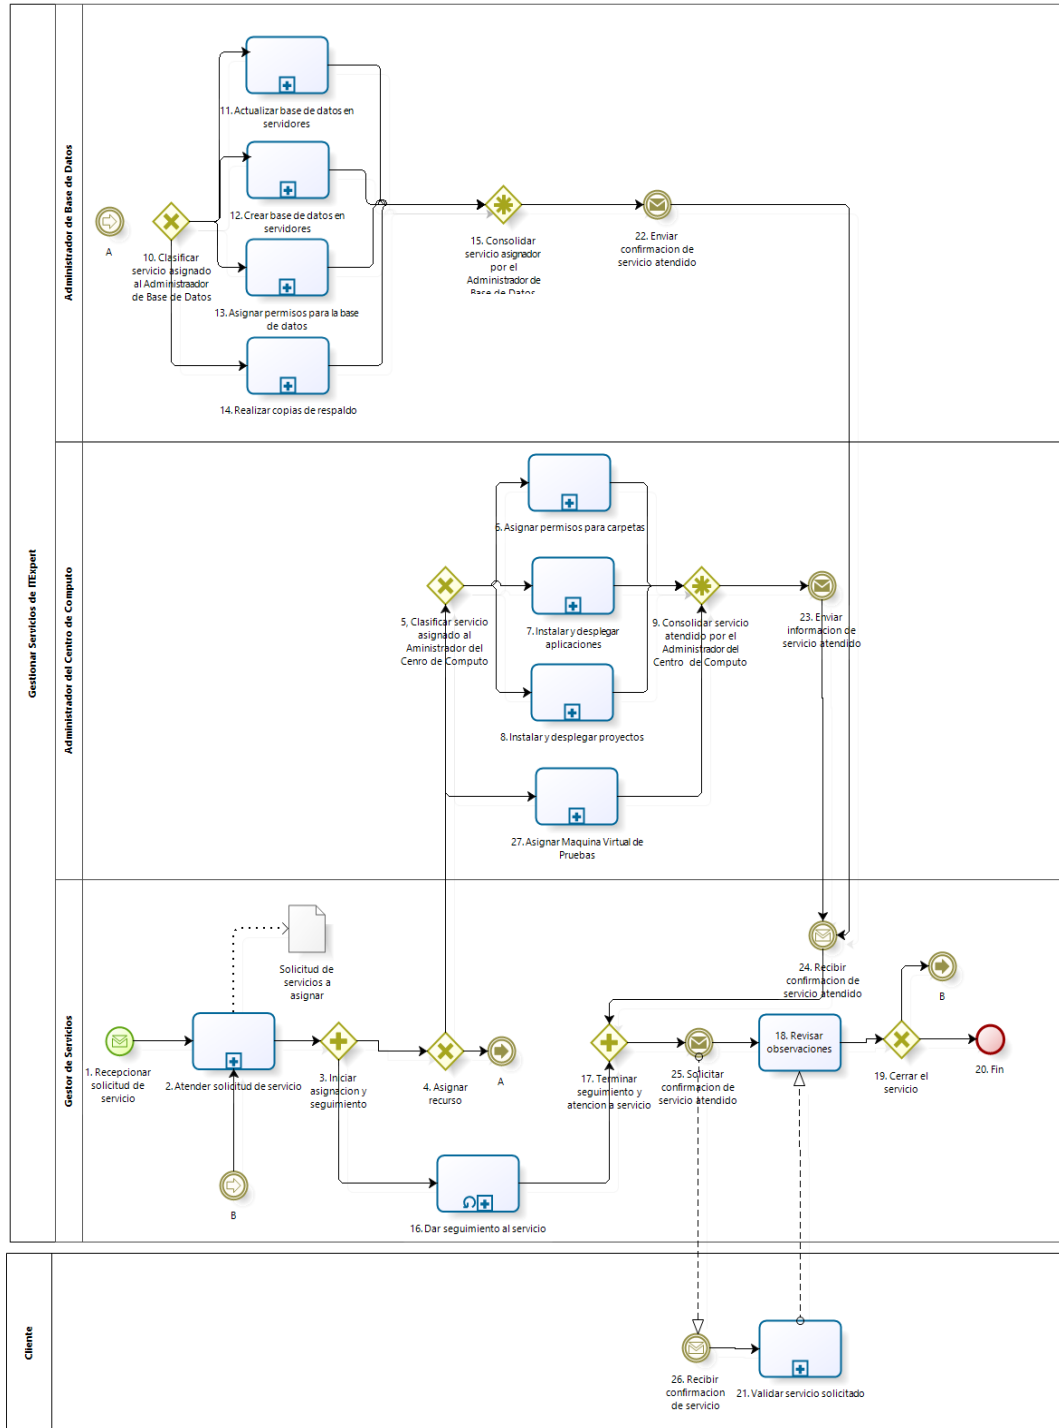 Gestionar Servicios de ITExpert
Administrador de Base de Datos
11. Actualizar base de datos en
servidores
12. Crear base de datos en
servidores
A
10. Clasificar
servicio asignado
al Administraador
de Base de Datos
13. Asignar permisos para la base
de datos
14. Realizar copias de respaldo
15. Consolidar
servicio asignador
por el
Administrador de
Base de Datos
22. Enviar
confirmacion de
servicio atendido
Administrador del Centro de Computo
6. Asignar permisos para carpetas
5. Clasificar servicio
asignado al
Aministrador del
Cenro de Computo
7. Instalar y desplegar
aplicaciones
8. Instalar y desplegar proyectos
27. Asignar Maquina Virtual de
Pruebas
9. Consolidar servicio
atendido por el
Administrador del
Centro de Computo
23. Enviar
informacion de
servicio atendido
Gestor de Servicios
Solicitud de
servicios a
asignar
1. Recepcionar
solicitud de
servicio
2. Atender solicitud de servicio
B
3. Iniciar
asignacion y
seguimiento
4. Asignar
recurso
A
16. Dar seguimiento al servicio
24. Recibir
confirmacion de
servicio atendido
17. Terminar
seguimiento y
atencion a servicio
25. Solicitar
confirmacion de
servicio atendido
18. Revisar
observaciones
B
19. Cerrar el
servicio
20. Fin
Cliente
26. Recibir
confirmacion
de servicio
21. Validar servicio solicitado